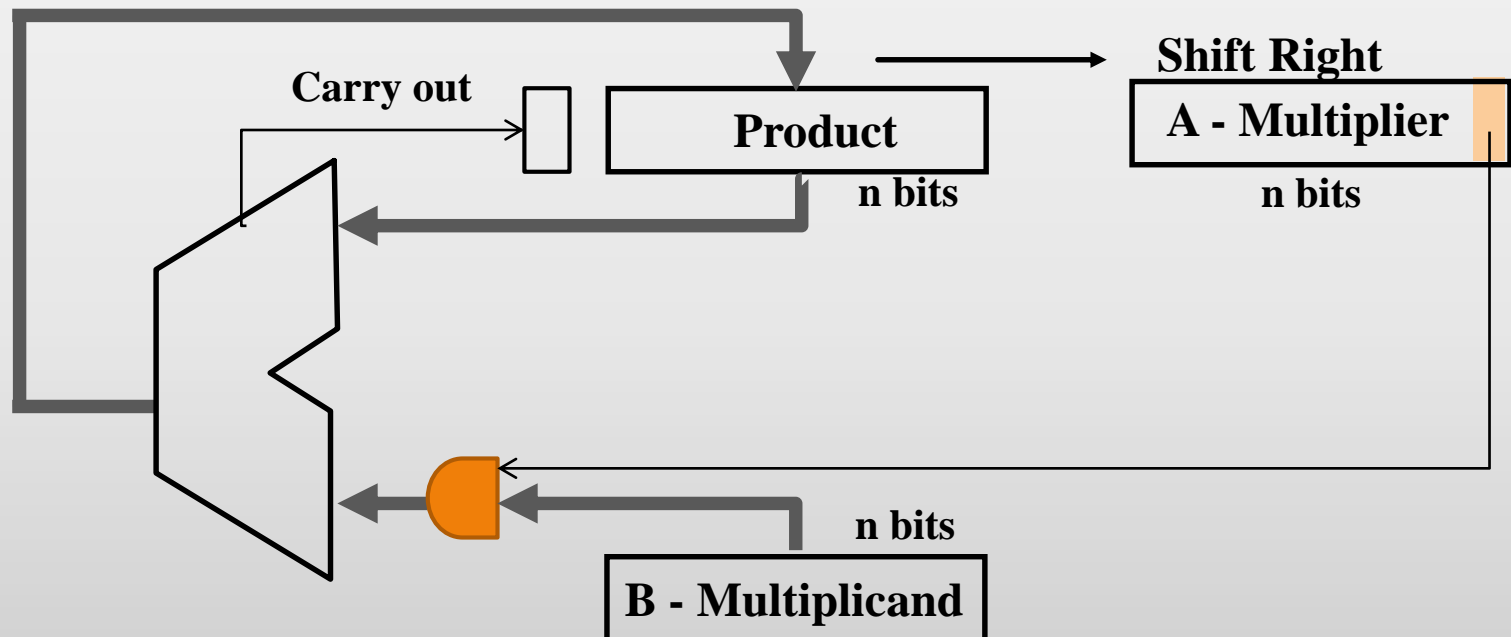 Shift Right
Carry out
Product
A - Multiplier
n bits
n bits
n bits
B - Multiplicand